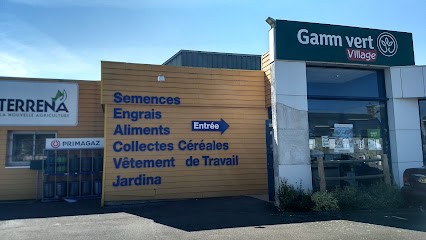 Gamm vert
Village
TERRENA
LA NOUVELLE AGRICULTURE
PRIMAGAZ
Semences
Engrais
Aliments
Entrée
Collectes Céréales
Vêtement de Travail
Jardina